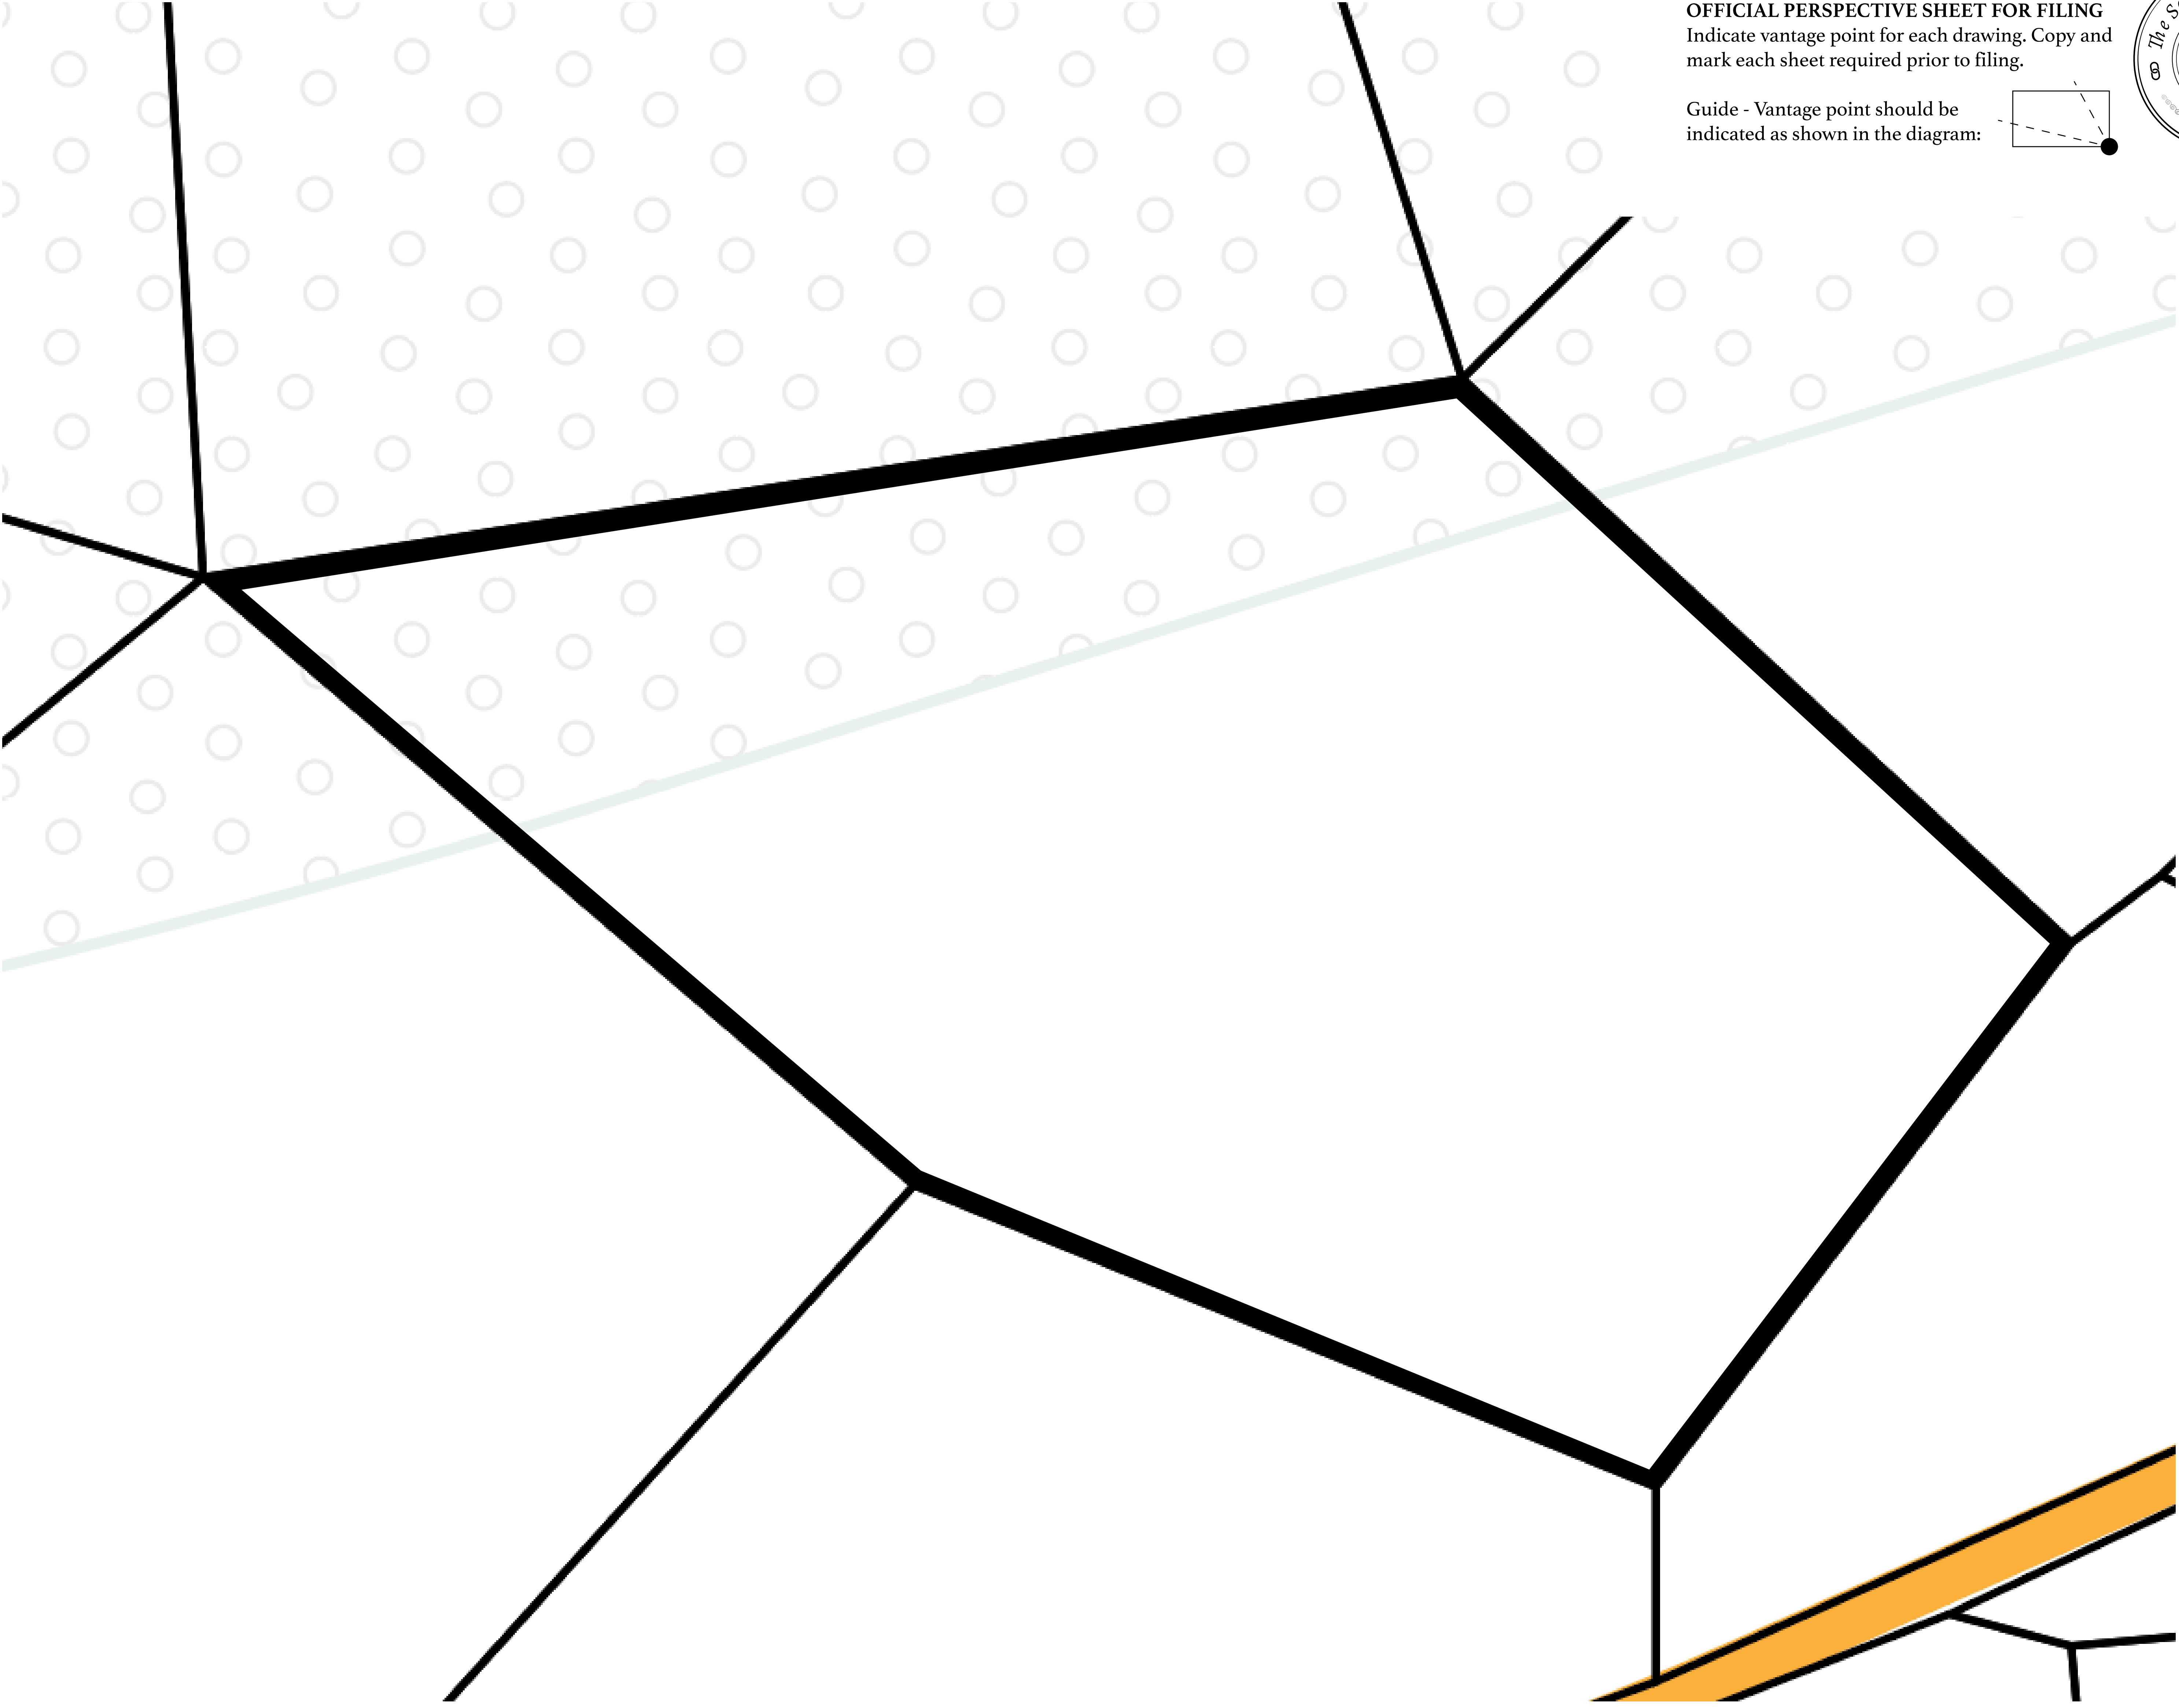 OFFICIAL PERSPECTIVE SHEET FOR FILING
Indicate vantage point for each drawing. Copy and
mark each sheet required prior to filing.
Guide - Vantage point should be
indicated as shown in the diagram:
The